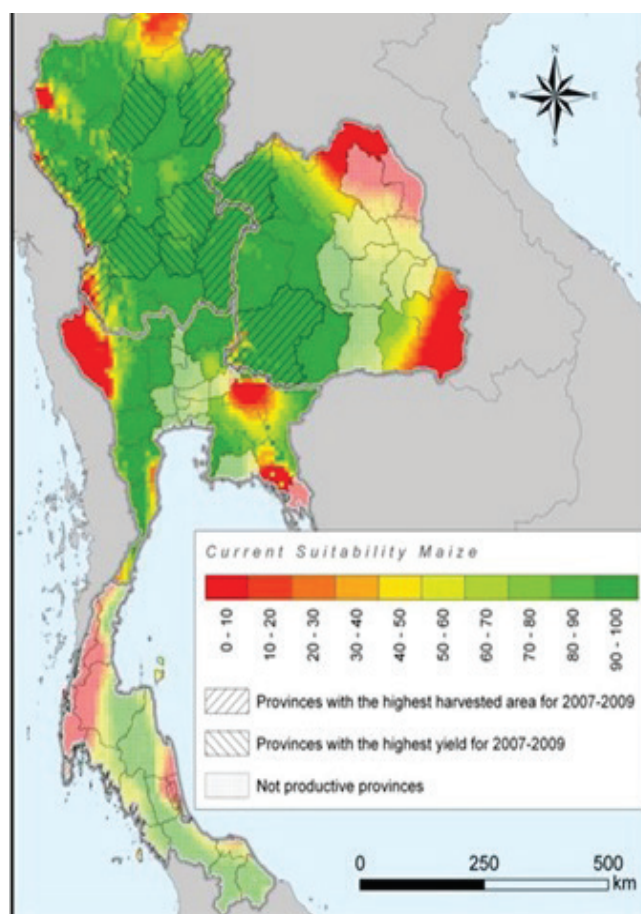 N
W E
S
Current Suitability Maize
0 - 10
10 - 20
20 - 30
30 - 40
40 - 50
50 - 60
60 - 70
70 - 80
80 - 90
90 - 100
Provinces with the highest harvested area for 2007-2009
Provinces with the highest yield for 2007-2009
Not productive provinces
0 250 500
km